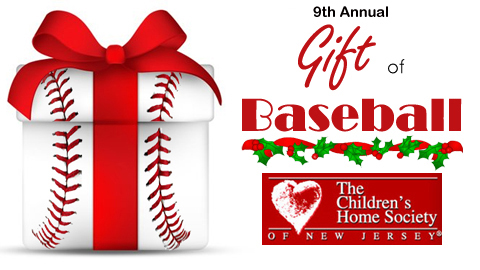 9th Annual
Gift of
Baseball
The
Children's
Home Society
OF NEW JERSEY®